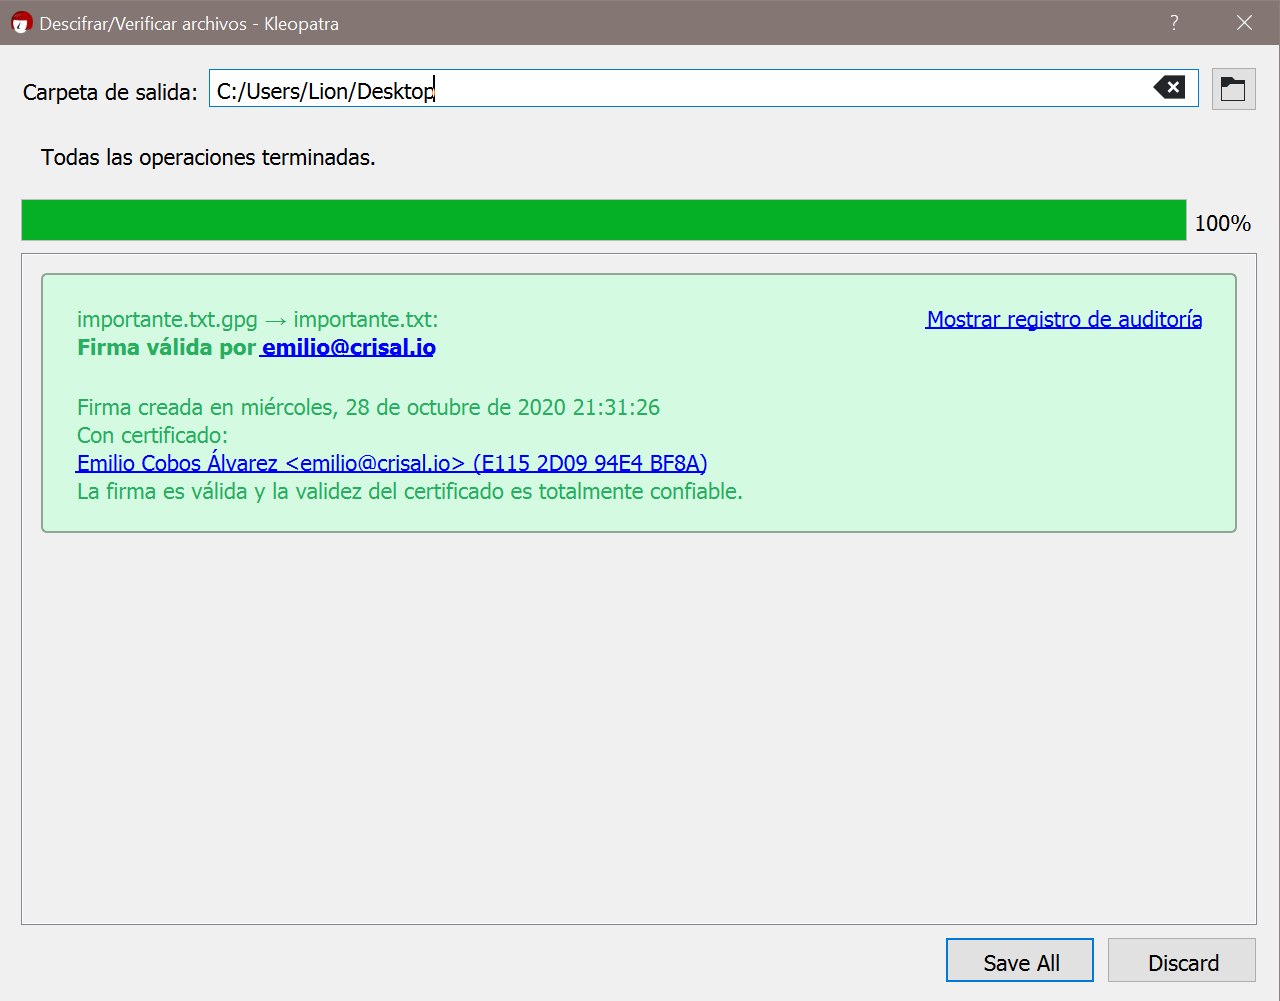 Descifrar/Verificar archivos - Kleopatra
Carpeta de salida: C:/Users/Lion/Desktop
Todas las operaciones terminadas.
100%
importante.txt.gpg → importante.txt:
Mostrar registro de auditoría
Firma válida por emilio@crisal.io
Firma creada en miércoles, 28 de octubre de 2020 21:31:26
Con certificado:
Emilio Cobos Álvarez <emilio@crisal.io> (E115 2D09 94E4 BF8A)
La firma es válida y la validez del certificado es totalmente confiable.
Save All
Discard